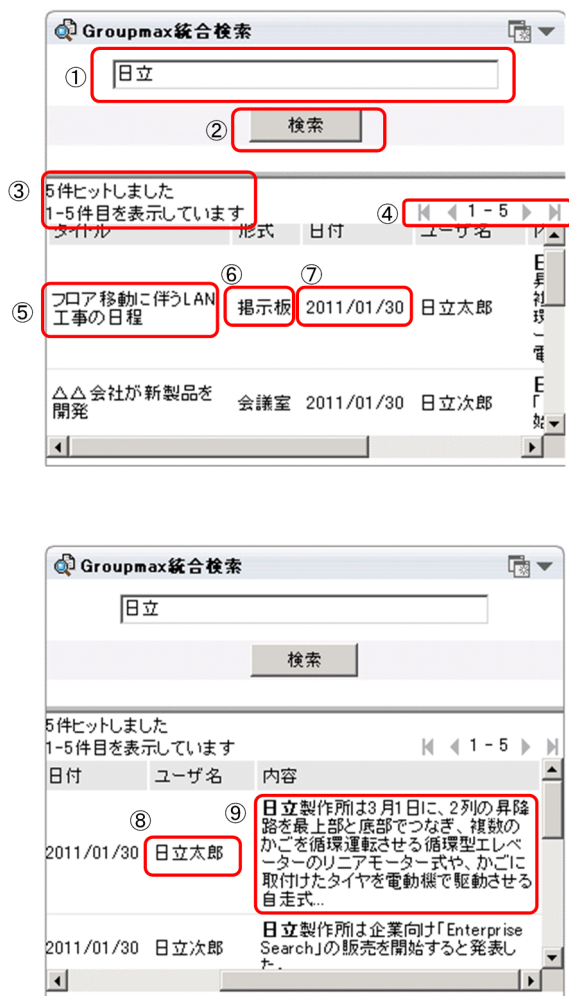 Groupmax統合検索
① 日立
② 検索
③ 5件ヒットしました
1-5件目を表示しています
④ 1 - 5
タイトル 形式 日付 ユーザ名
⑥ ⑦
⑤ フロア移動に伴うLAN
工事の日程
掲示板 2011/01/30 日立太郎
△△会社が新製品を
開発
会議室 2011/01/30 日立次郎
Groupmax統合検索
日立
検索
5件ヒットしました
1-5件目を表示しています
1 - 5
日付 ユーザ名 内容
⑧ ⑨
2011/01/30 日立太郎
日立製作所は3月1日に、2列の昇降
路を最上部と底部でつなぎ、複数の
かごを循環運転させる循環型エレベ
ーターのリニアモーター式や、かごに
取付けたタイヤを電動機で駆動させる
自走式...
2011/01/30 日立次郎
日立製作所は企業向け「Enterprise
Search」の販売を開始すると発表し
た。